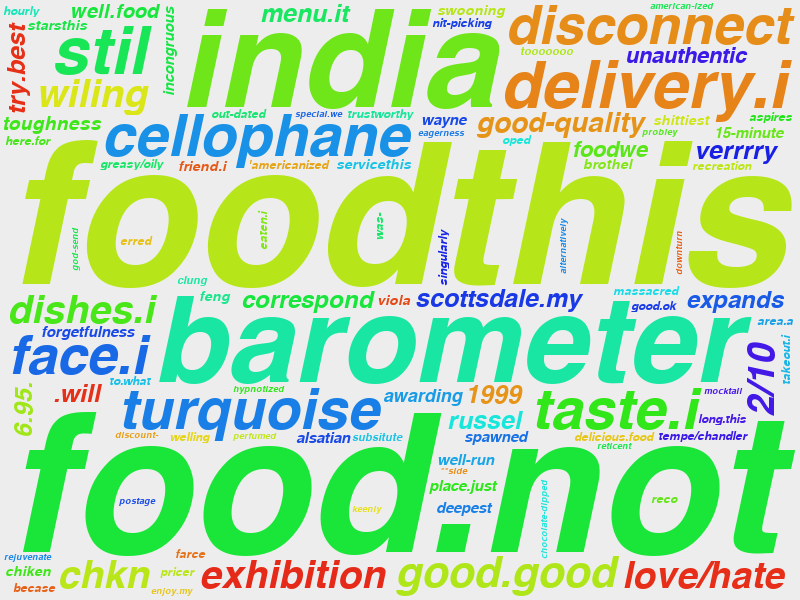 hourly
well.food
menu.it
swooning
american-ized
starsthis
nit-picking
disconnect
try.best
stil
incongruous
india
tooooooo
unauthentic
wiling
delivery.i
out-dated
special.we
trustworthy
wayne
good-quality
shittiest
aspires
toughness
cellophane
eagerness
probley
15-minute
here.for
oped
foodwe
verrrry
greasy/oily
friend.i
'americanized
servicethis
brothel
recreation
foodthis
god-send
erred
eaten.i
was-
singularly
alternatively
downturn
clung
feng
correspond
viola
scottsdale.my
massacred
good.ok
expands
dishes.i
forgetfulness
barometer
area.a
face.i
takeout.i
to.what
2/10
6.95.
.will
hypnotized
awarding
1999
mocktail
turquoise
russel
taste.i
long.this
discount-
welling
perfumed
alsatian
subsitute
spawned
delicious.food
tempe/chandler
reticent
food.not
well-run
""side
place.just
postage
keenly
deepest
chocolate-dipped
reco
rejuvenate
farce
chiken
chkn
pricer
exhibition
good.good
love/hate
becase
enjoy.my